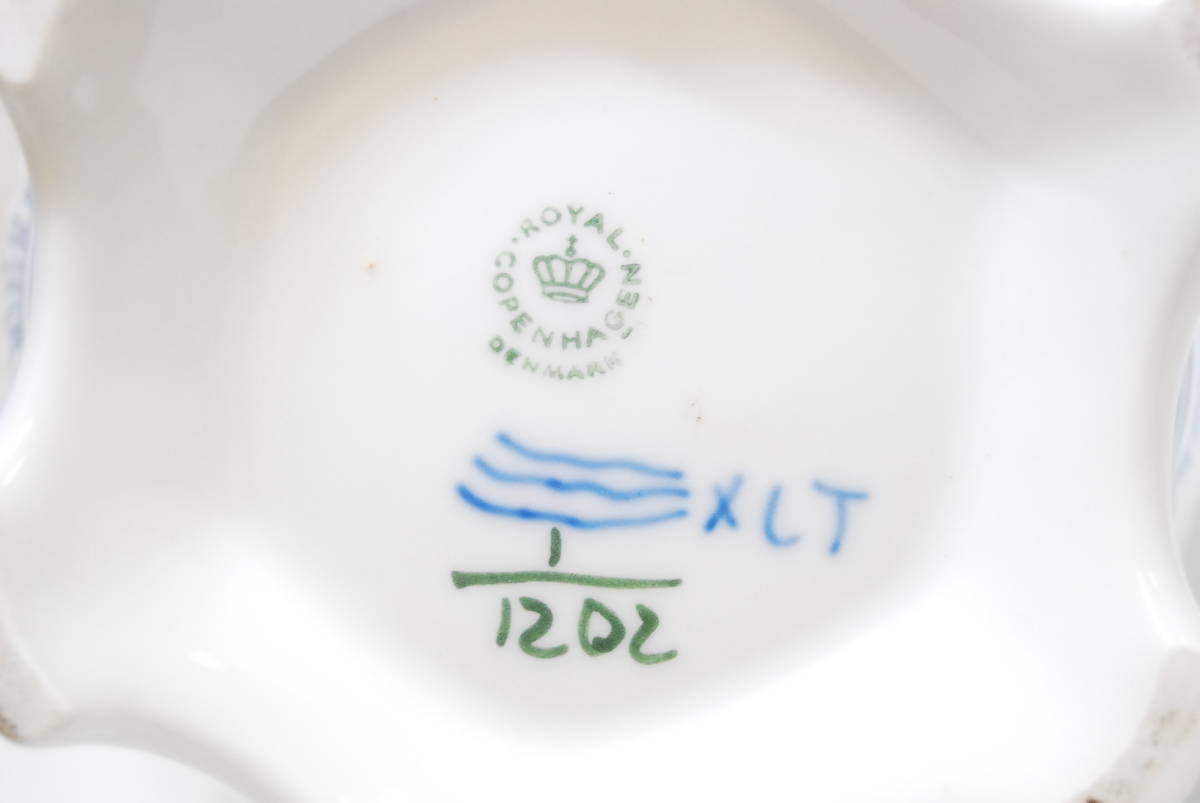 ROYAL
COPENHAGEN
DENMARK
XLT
1
1202